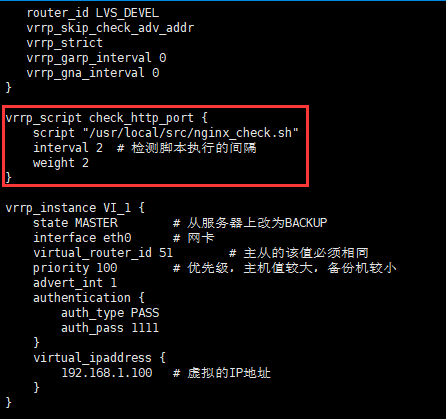 router_id LVS_DEVEL
vrrp_skip_check_adv_addr
vrrp_strict
vrrp_garp_interval 0
vrrp_gna_interval 0
}
vrrp_script check_http_port {
script "/usr/local/src/nginx_check.sh"
interval 2 # 检测脚本执行的间隔
weight 2
}
vrrp_instance VI_1 {
state MASTER # 从服务器上改为BACKUP
interface eth0 # 网卡
virtual_router_id 51 # 主从的该值必须相同
priority 100 # 优先级，主机值较大，备份机较小
advert_int 1
authentication {
auth_type PASS
auth_pass 1111
}
virtual_ipaddress {
192.168.1.100 # 虚拟的IP地址
}
}